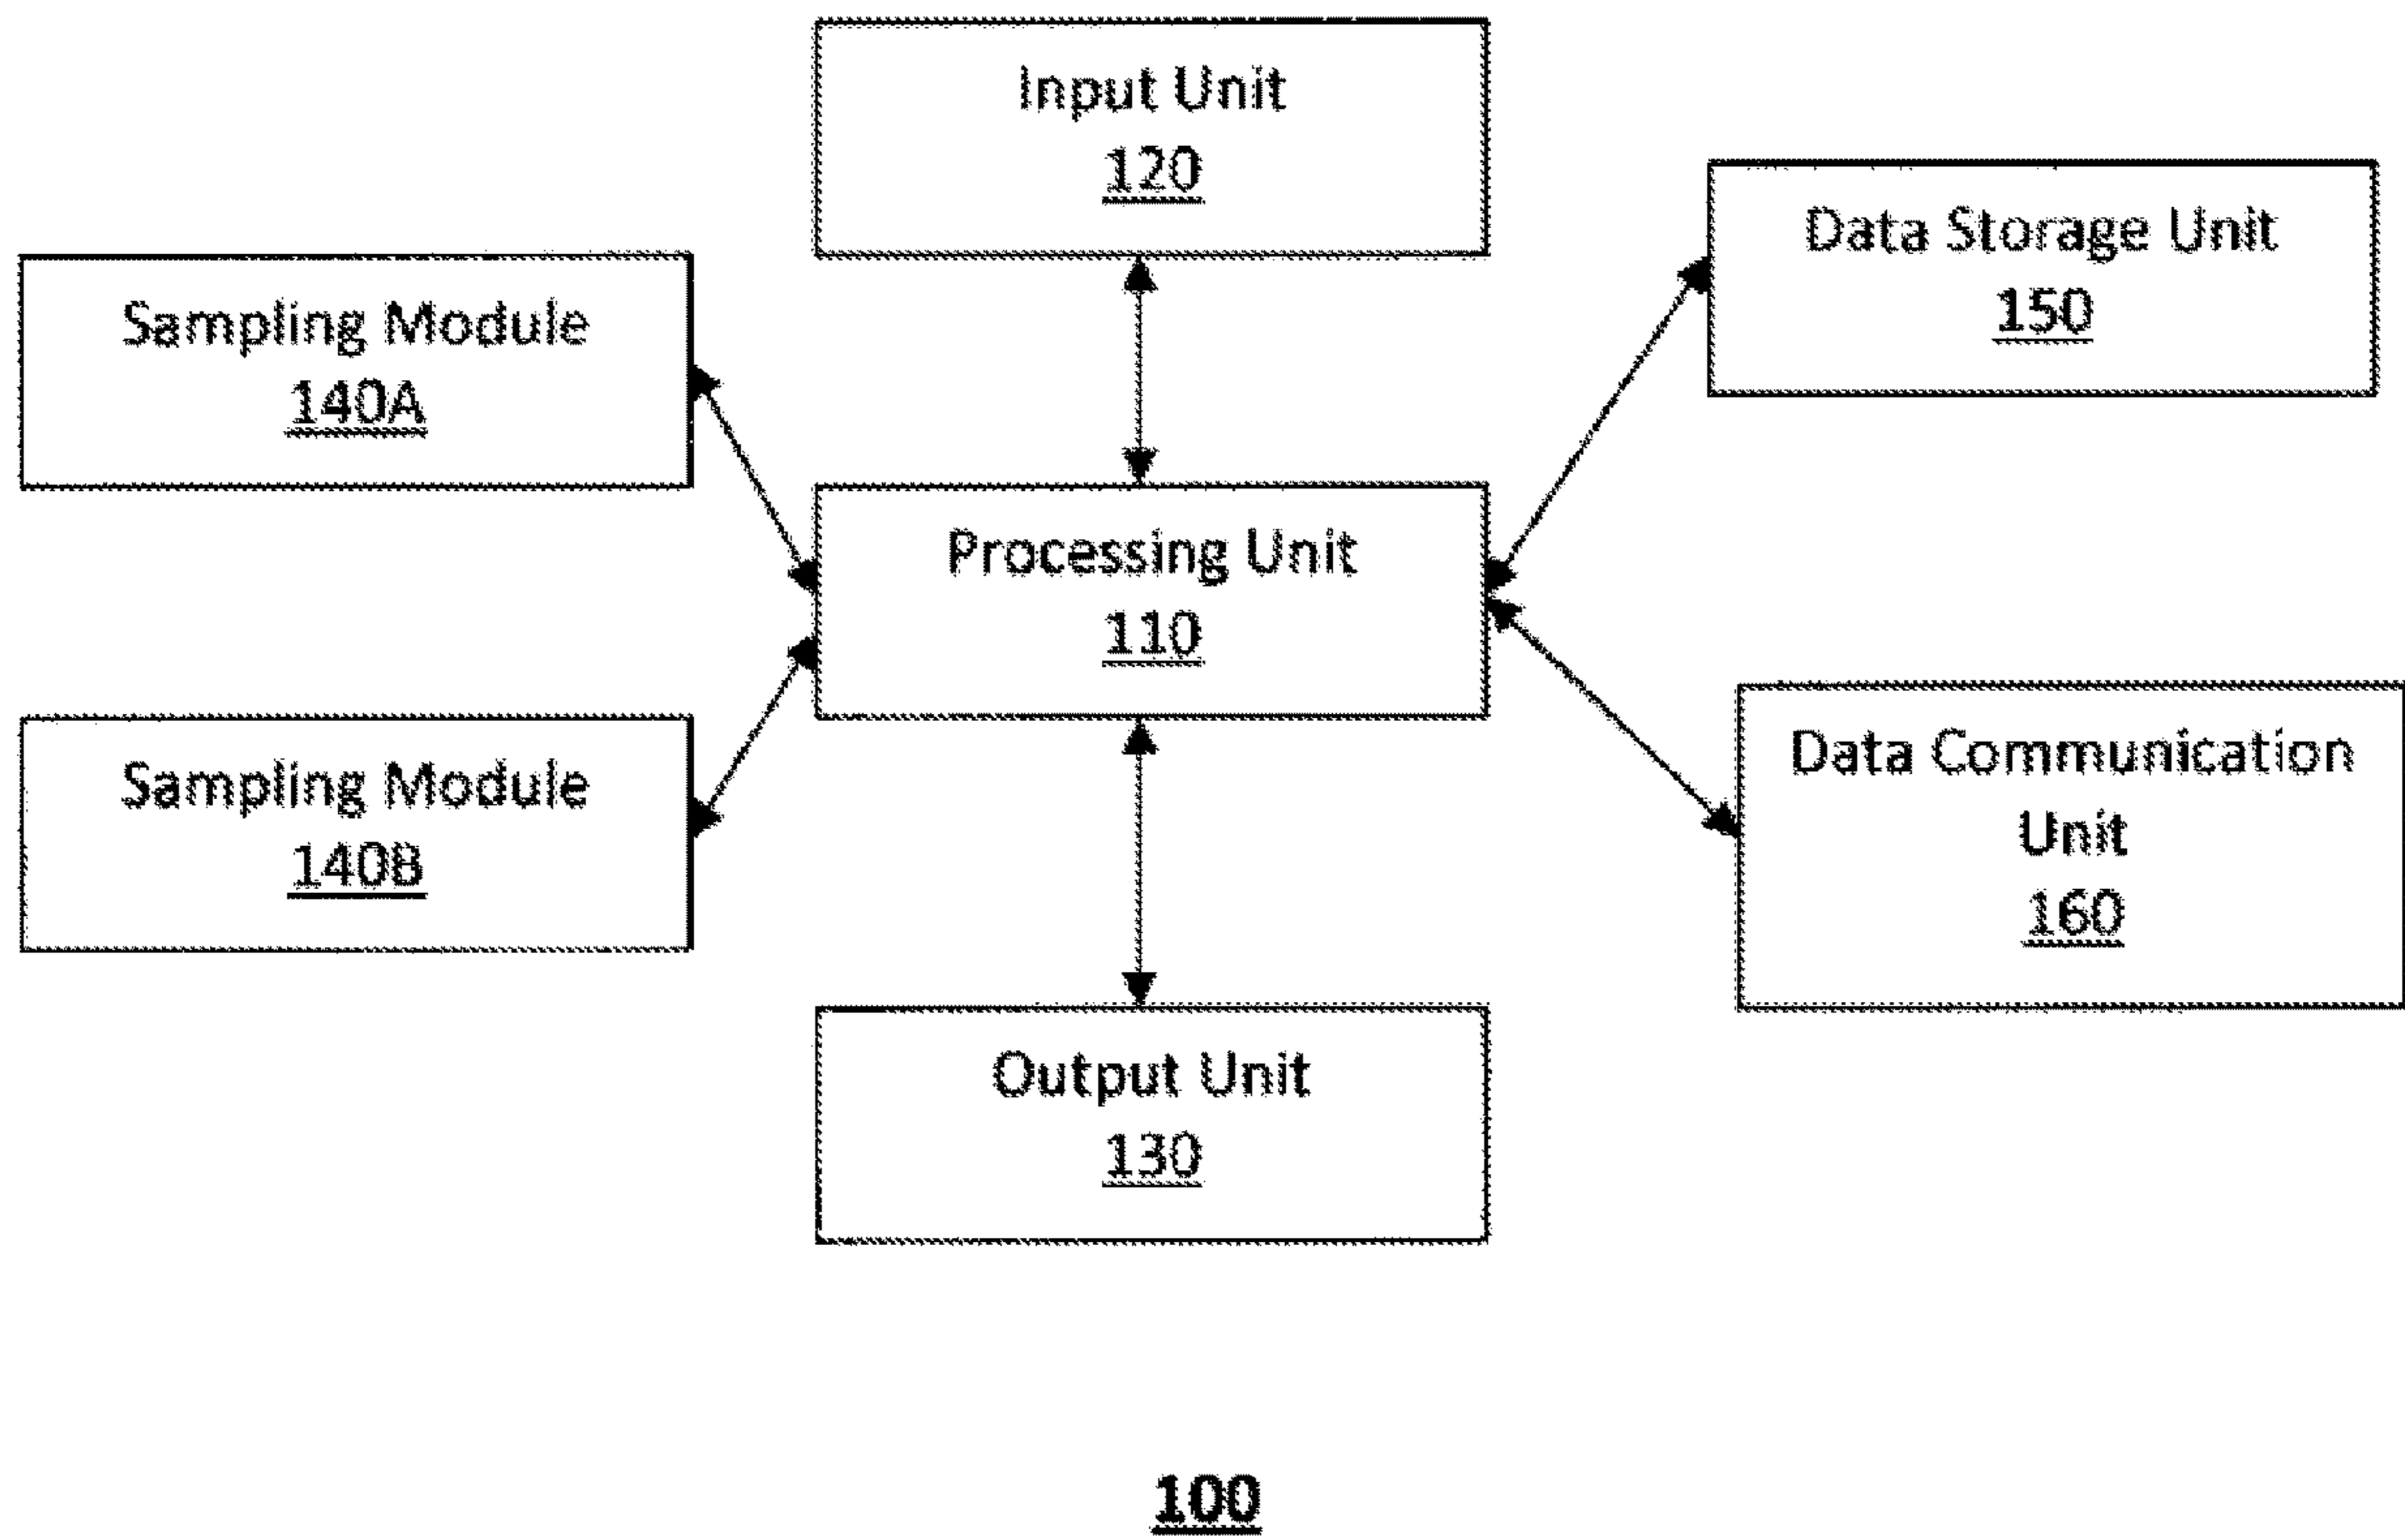 Input Unit
120
Data Storage Unit
150
Sampling Module
140A
Processing Unit
110
Sampling Module
140B
Data Communication
Unit
160
Output Unit
130
100